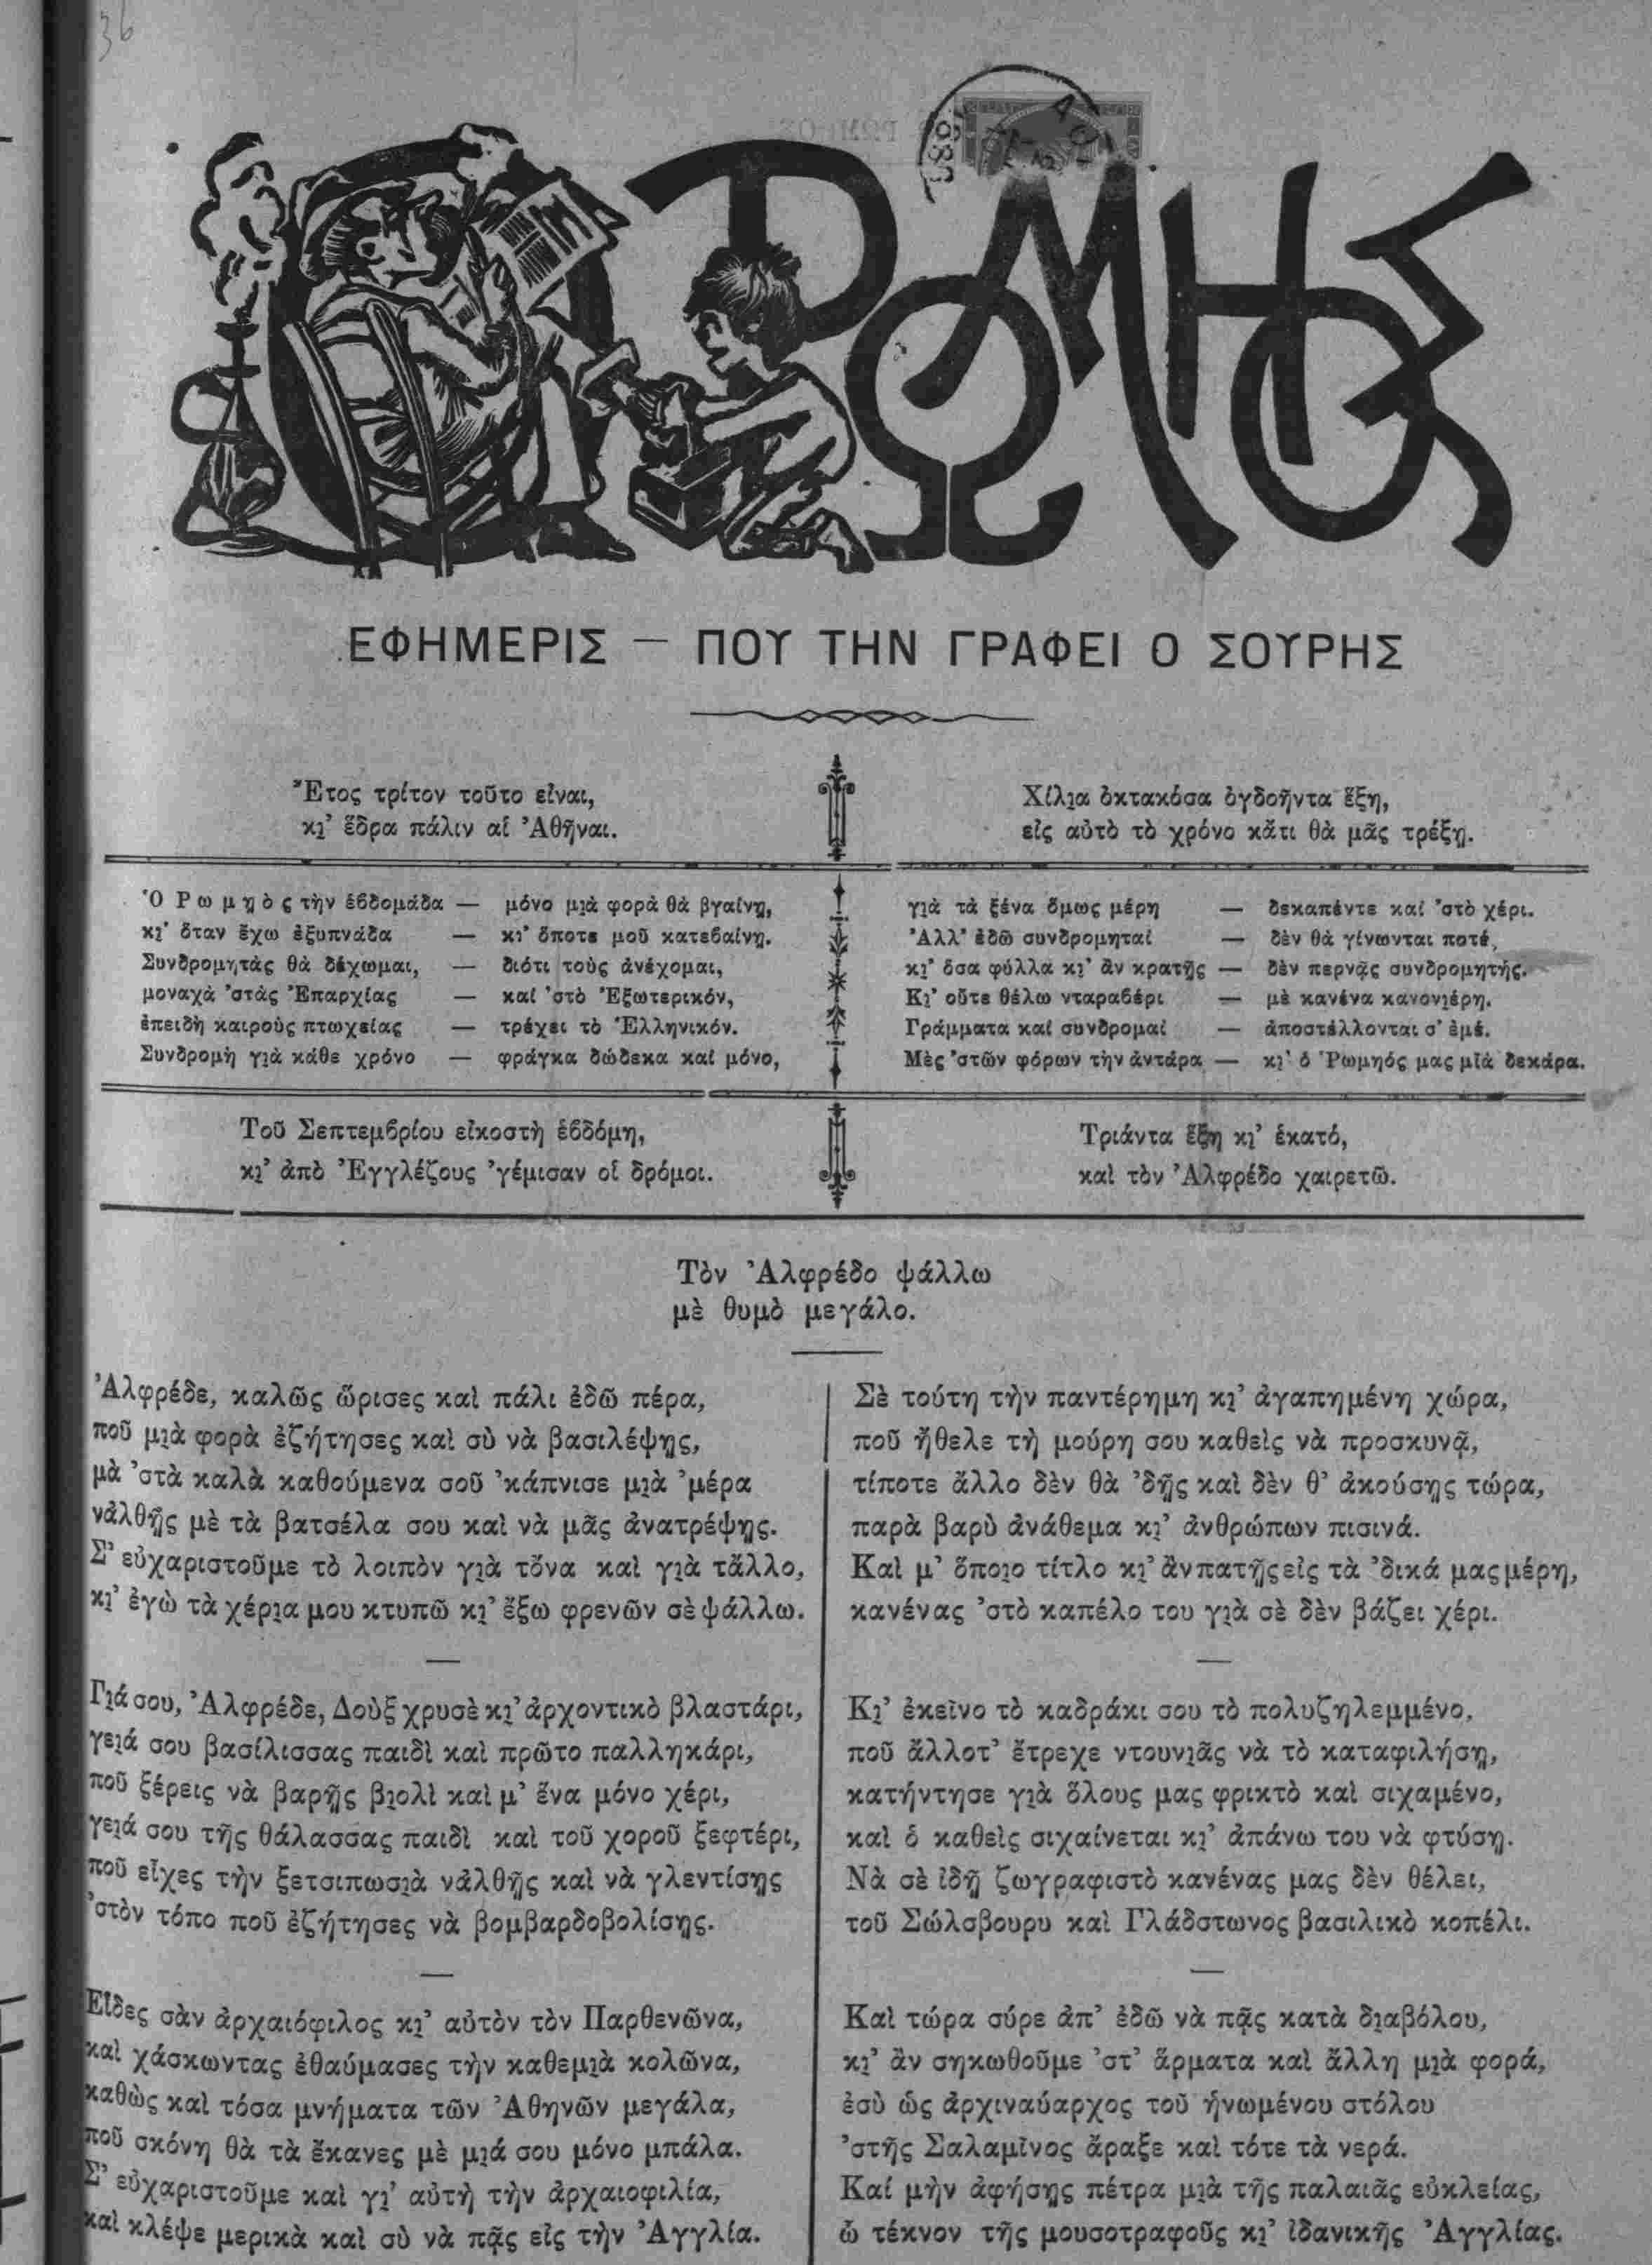 36
Ο ΡΩΜΗΟΣ
ΕΦΗΜΕΡΙΣ — ΠΟΥ ΤΗΝ ΓΡΑΦΕΙ Ο ΣΟΥΡΗΣ
Ἔτος τρίτον τοῦτο εἶναι,
κι’ ἕδρα πάλιν αἱ Ἀθῆναι.
Χίλια ὀκτακόσα ὀγδοῆντα ἕξη,
εἰς αὐτὸ τὸ χρόνο κἄτι θὰ μᾶς τρέξῃ.
Ὁ Ρωμῃὸς τὴν ἑβδομάδα — μόνο μιὰ φορὰ θὰ βγαίνῃ,
κι’ ὅταν ἔχω ἐξυπνάδα — κι’ ὅποτε μοῦ κατεβαίνῃ.
Συνδρομητὰς θὰ δέχωμαι, — διότι τοὺς ἀνέχομαι,
μοναχὰ ’στὰς Ἐπαρχίας — καὶ ’στὸ Ἐξωτερικόν,
ἐπειδὴ καιροὺς πτωχείας — τρέχει τὸ Ἑλληνικόν.
Συνδρομὴ γιὰ κάθε χρόνο — φράγκα δώδεκα καὶ μόνο,
γιὰ τὰ ξένα ὅμως μέρη — δεκαπέντε καὶ ’στὸ χέρι.
Ἀλλ’ ἐδῶ συνδρομηταὶ — δὲν θὰ γίνωνται ποτέ,
κι’ ὅσα φύλλα κι’ ἂν κρατῇς — δὲν περνᾷς συνδρομητής.
Κι’ οὔτε θέλω νταραβέρι — μὲ κανένα κανονιέρη.
Γράμματα καὶ συνδρομαὶ — ἀποστέλλονται σ’ ἐμέ.
Μὲς ’στῶν φόρων τὴν ἀντάρα — κι’ ὁ Ῥωμηός μας μιὰ δεκάρα.
Τοῦ Σεπτεμβρίου εἰκοστὴ ἑβδόμη,
κι’ ἀπὸ Ἐγγλέζους ’γέμισαν οἱ δρόμοι.
Τριάντα ἕξη κι’ ἑκατό,
καὶ τὸν Ἀλφρέδο χαιρετῶ.
Τὸν Ἀλφρέδο ψάλλω
μὲ θυμὸ μεγάλο.
Ἀλφρέδε, καλῶς ὥρισες καὶ πάλι ἐδῶ πέρα,
ποῦ μιὰ φορὰ ἐζήτησες καὶ σὺ νὰ βασιλέψῃς,
μὰ ’στὰ καλὰ καθούμενα σοῦ ’κάπνισε μιὰ ’μέρα
νἀλθῇς μὲ τὰ βατσέλα σου καὶ νὰ μᾶς ἀνατρέψῃς.
Σ’ εὐχαριστοῦμε τὸ λοιπὸν γιὰ τὄνα καὶ γιὰ τἄλλο,
κι’ ἐγὼ τὰ χέρια μου κτυπῶ κι’ ἔξω φρενῶν σὲ ψάλλω.
Γιά σου, Ἀλφρέδε, Δοὺξ χρυσὲ κι’ ἀρχοντικὸ βλαστάρι,
γειά σου βασίλισσας παιδὶ καὶ πρῶτο παλληκάρι,
ποῦ ξέρεις νὰ βαρῇς βιολὶ καὶ μ’ ἕνα μόνο χέρι,
γειά σου τῆς θάλασσας παιδὶ καὶ τοῦ χοροῦ ξεφτέρι,
ποῦ εἶχες τὴν ξετσιπωσιὰ νἀλθῇς καὶ νὰ γλεντίσῃς
’στὸν τόπο ποῦ ἐζήτησες νὰ βομβαρδοβολίσῃς.
Εἶδες σὰν ἀρχαιόφιλος κι’ αὐτὸν τὸν Παρθενῶνα,
καὶ χάσκωντας ἐθαύμασες τὴν καθεμιὰ κολῶνα,
καθὼς καὶ τόσα μνήματα τῶν Ἀθηνῶν μεγάλα,
ποῦ σκόνη θὰ τὰ ἔκανες μὲ μιά σου μόνο μπάλα.
Σ’ εὐχαριστοῦμε καὶ γι’ αὐτὴ τὴν ἀρχαιοφιλία,
καὶ κλέψε μερικὰ καὶ σὺ νὰ πᾷς εἰς τὴν Ἀγγλία.
Σὲ τούτη τὴν παντέρημη κι’ ἀγαπημένη χώρα,
ποῦ ἤθελε τὴ μούρη σου καθεὶς νὰ προσκυνᾷ,
τίποτε ἄλλο δὲν θὰ ’δῇς καὶ δὲν θ’ ἀκούσῃς τώρα,
παρὰ βαρὺ ἀνάθεμα κι’ ἀνθρώπων πισινά.
Καὶ μ’ ὅποιο τίτλο κι’ ἂν πατῇς εἰς τὰ ’δικά μας μέρη,
κανένας ’στὸ καπέλο του γιὰ σὲ δὲν βάζει χέρι.
Κι’ ἐκεῖνο τὸ καδράκι σου τὸ πολυζηλεμμένο,
ποῦ ἄλλοτ’ ἔτρεχε ντουνιᾶς νὰ τὸ καταφιλήσῃ,
κατήντησε γιὰ ὅλους μας φρικτὸ καὶ σιχαμένο,
καὶ ὁ καθεὶς σιχαίνεται κι’ ἀπάνω του νὰ φτύσῃ.
Νὰ σὲ ἰδῇ ζωγραφιστὸ κανένας μας δὲν θέλει,
τοῦ Σώλσβουρυ καὶ Γλάδστωνος βασιλικὸ κοπέλι.
Καὶ τώρα σύρε ἀπ’ ἐδῶ νὰ πᾷς κατὰ διαβόλου,
κι’ ἂν σηκωθοῦμε ’στ’ ἅρματα καὶ ἄλλη μιὰ φορά,
ἐσὺ ὡς ἀρχιναύαρχος τοῦ ἡνωμένου στόλου
’στῆς Σαλαμῖνος ἄραξε καὶ τότε τὰ νερά.
Καί μὴν ἀφήσῃς πέτρα μιὰ τῆς παλαιᾶς εὐκλείας,
ὦ τέκνον τῆς μουσοτραφοῦς κι’ ἰδανικῆς Ἀγγλίας.